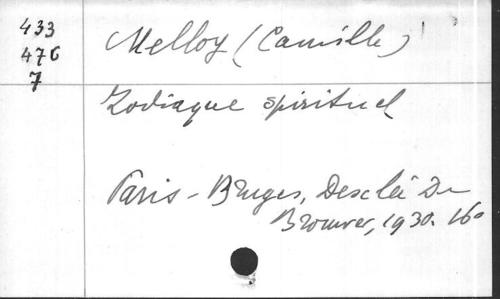 433
476
7
Melloy (Camille)
Zodiaque spirituel
Paris - Bruges, Desclée De
Brouwer, 1930. 16°